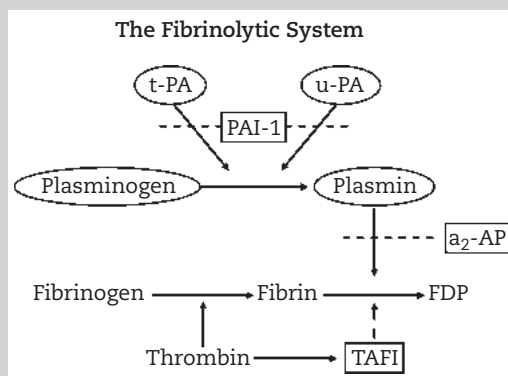 The Fibrinolytic System
t-PA u-PA
PAI-1
Plasminogen Plasmin
a₂-AP
Fibrinogen Fibrin FDP
Thrombin TAFI